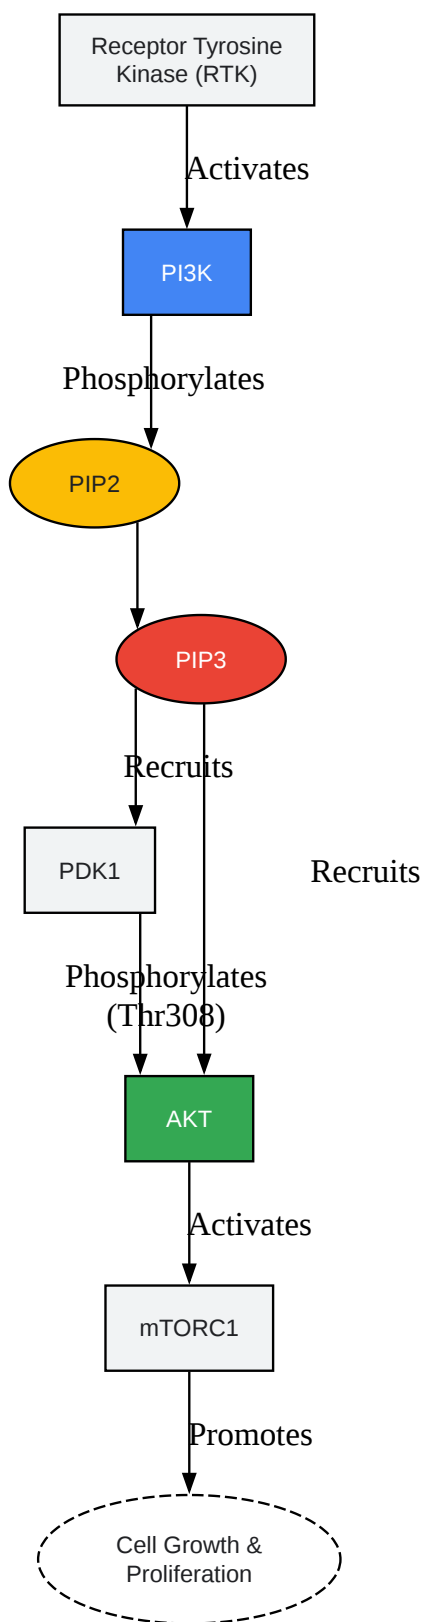 Receptor Tyrosine
Kinase (RTK)
Activates
PI3K
Phosphorylates
PIP2
PIP3
Recruits
PDK1
Recruits
Phosphorylates
(Thr308)
AKT
Activates
mTORC1
Promotes
Cell Growth &
Proliferation